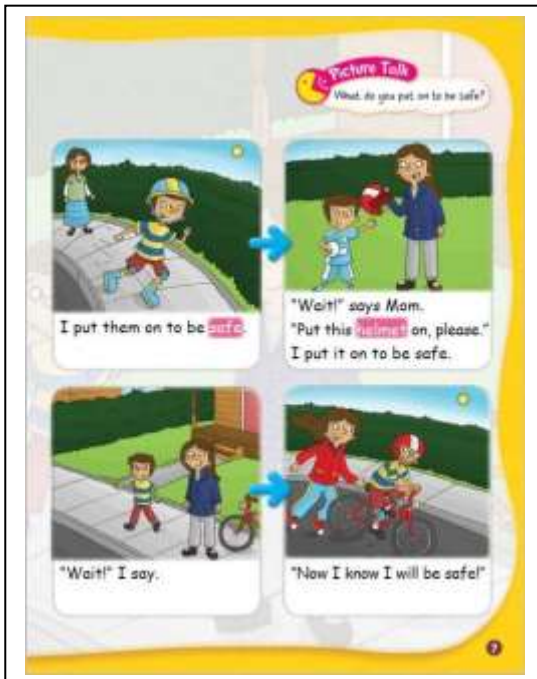 Picture Talk
What do you put on to be safe?
I put them on to be safe.
"Wait!" says Mom.
"Put this helmet on, please."
I put it on to be safe.
"Wait!" I say.
"Now I know I will be safe!"
7